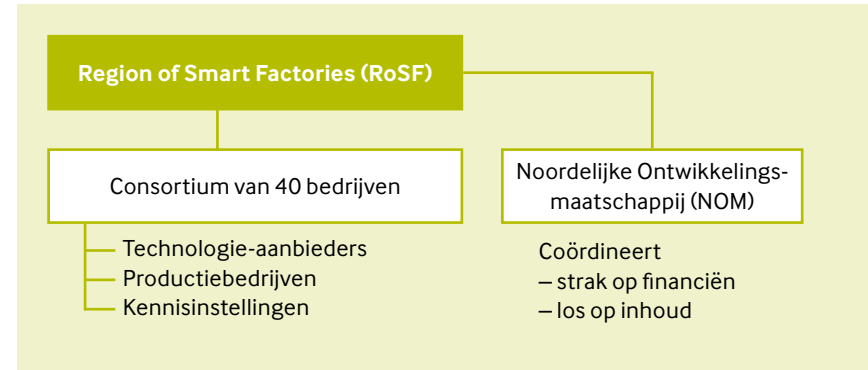 Region of Smart Factories (RoSF)
Consortium van 40 bedrijven
Technologie-aanbieders
Productiebedrijven
Kennisinstellingen
Noordelijke Ontwikkelings-
maatschappij (NOM)
Coördineert
– strak op financiën
– los op inhoud